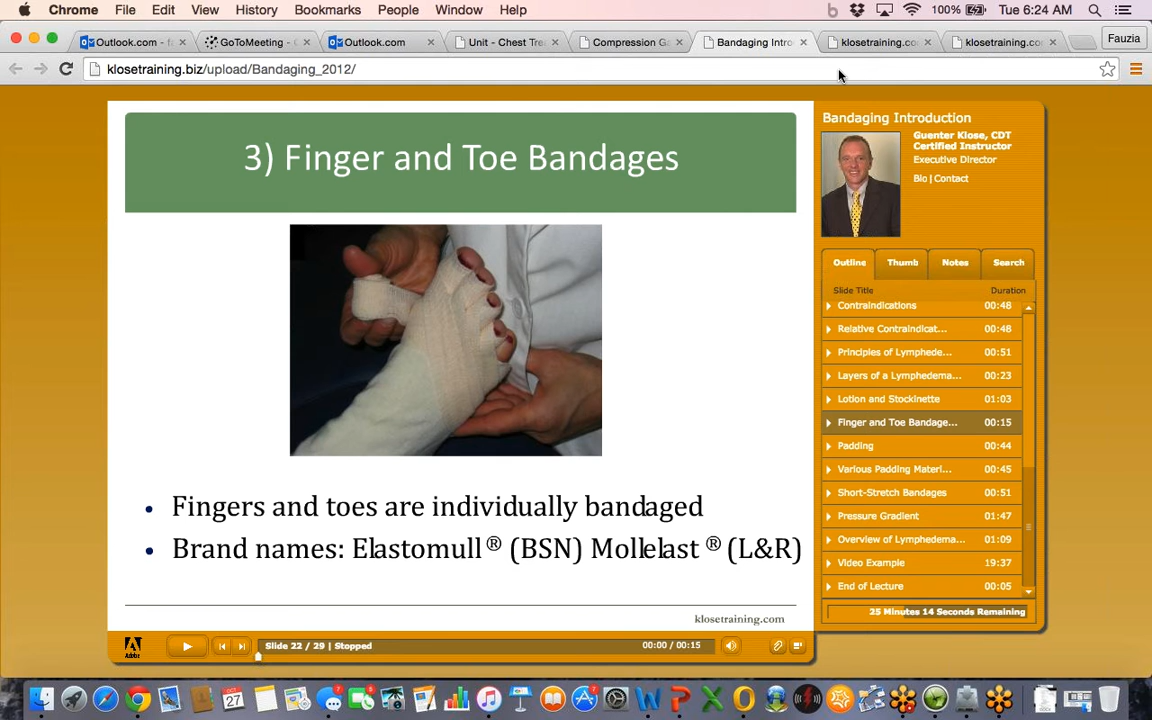 Chrome File Edit View History Bookmarks People Window Help 100% Tue 6:24 AM
Outlook.com - fa GoToMeeting - L Outlook.com Unit - Chest Tre Compression Ga Bandaging Intro klosetraining.co klosetraining.co Fauzia
klosetraining.biz/upload/Bandaging_2012/
3) Finger and Toe Bandages
• Fingers and toes are individually bandaged
• Brand names: Elastomull® (BSN) Mollelast® (L&R)
klosetraining.com
Adobe
Slide 22 / 29 | Stopped 00:00 / 00:15
Bandaging Introduction
Guenter Klose, CDT
Certified Instructor
Executive Director
Bio | Contact
Outline Thumb Notes Search
Slide Title Duration
Contraindications 00:48
Relative Contraindicat... 00:48
Principles of Lymphede... 00:51
Layers of a Lymphedema... 00:23
Lotion and Stockinette 01:03
Finger and Toe Bandage... 00:15
Padding 00:44
Various Padding Materi... 00:45
Short-Stretch Bandages 00:51
Pressure Gradient 01:47
Overview of Lymphedema... 01:09
Video Example 19:37
End of Lecture 00:05
25 Minutes 14 Seconds Remaining
OCT
27